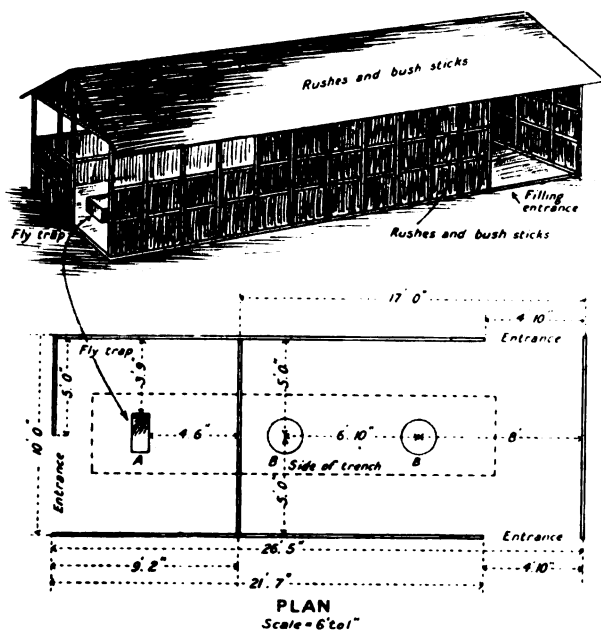 Rushes and bush sticks
Filling
entrance
Fly trap
Rushes and bush sticks
17'0"
4'10"
Fly trap
Entrance
5'0"
3'9"
5'0"
10'0"
4'6"
6'10"
8'
A
B
B
Side of trench
Entrance
5'0"
Entrance
26'5"
9'2"
4'10"
21'7"
PLAN
Scale = 6' to 1"